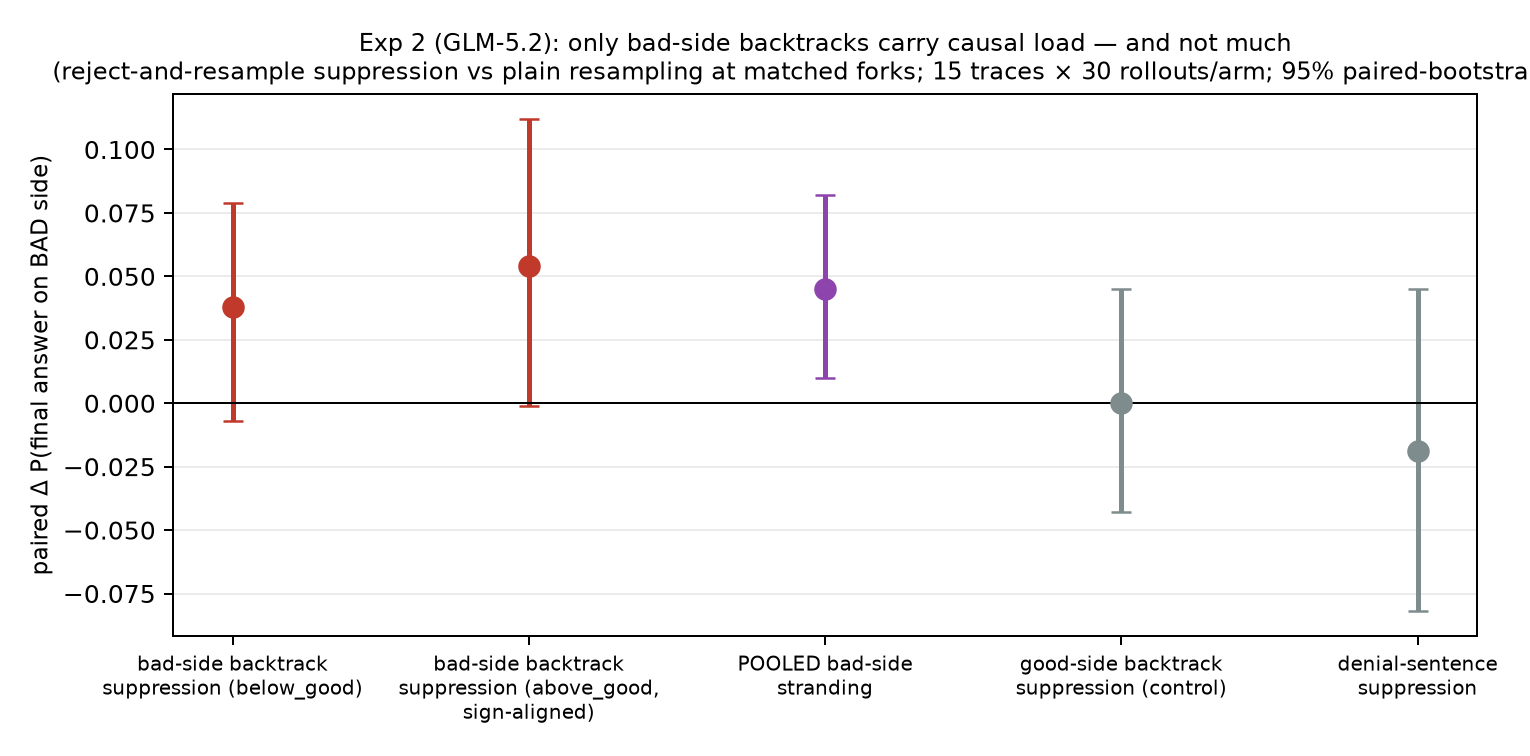 Exp 2 (GLM-5.2): only bad-side backtracks carry causal load — and not much
(reject-and-resample suppression vs plain resampling at matched forks; 15 traces × 30 rollouts/arm; 95% paired-bootstra
paired Δ P(final answer on BAD side)
0.100
0.075
0.050
0.025
0.000
−0.025
−0.050
−0.075
bad-side backtrack
suppression (below_good)
bad-side backtrack
suppression (above_good,
sign-aligned)
POOLED bad-side
stranding
good-side backtrack
suppression (control)
denial-sentence
suppression